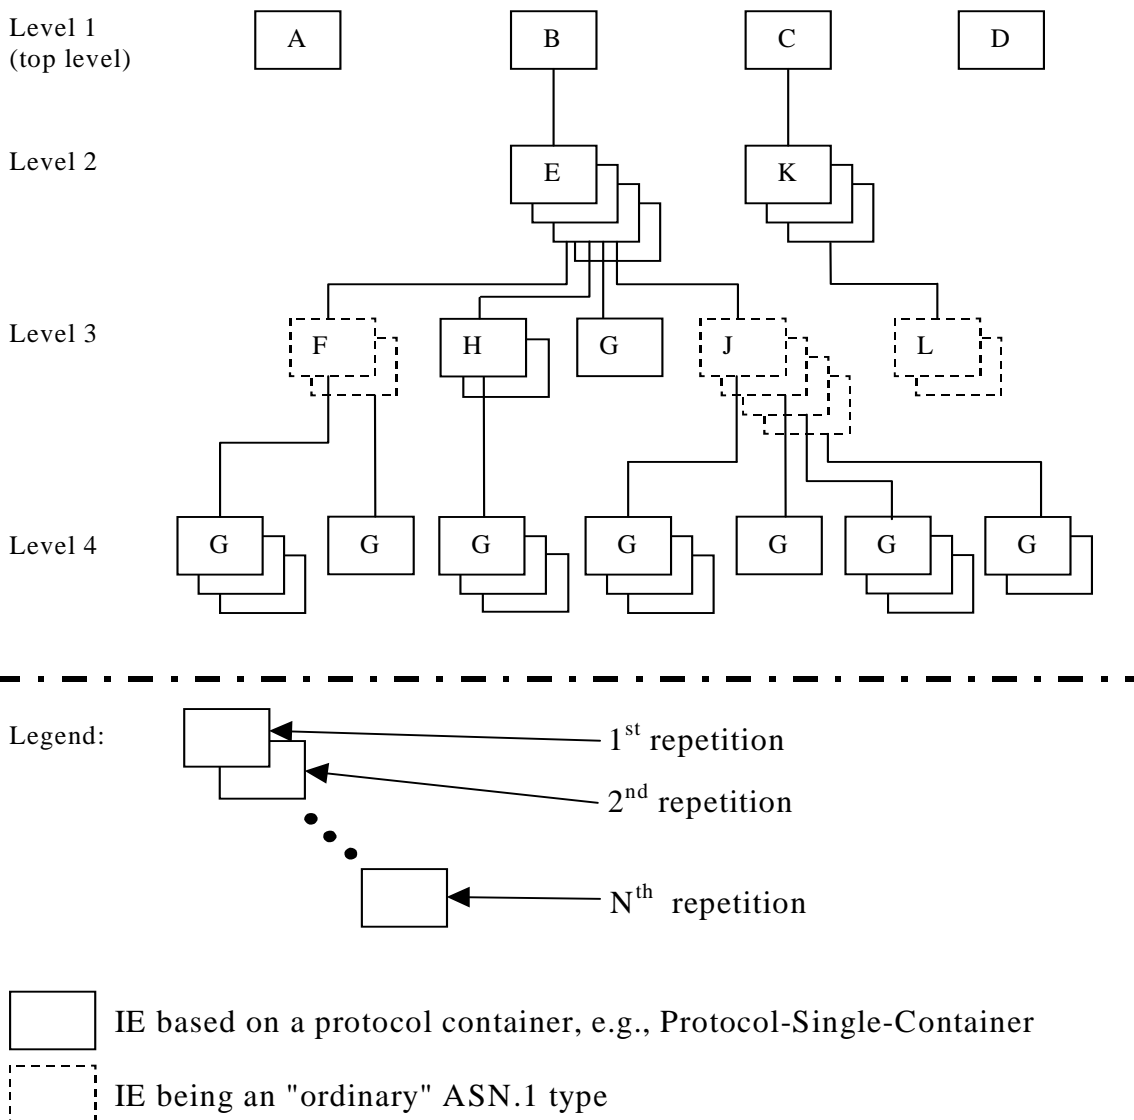 Level 1
(top level)
A
B
C
D
Level 2
E
K
Level 3
F
H
G
J
L
Level 4
G
G
G
G
G
G
G
Legend:
1st repetition
2nd repetition
Nth repetition
IE based on a protocol container, e.g., Protocol-Single-Container
IE being an "ordinary" ASN.1 type